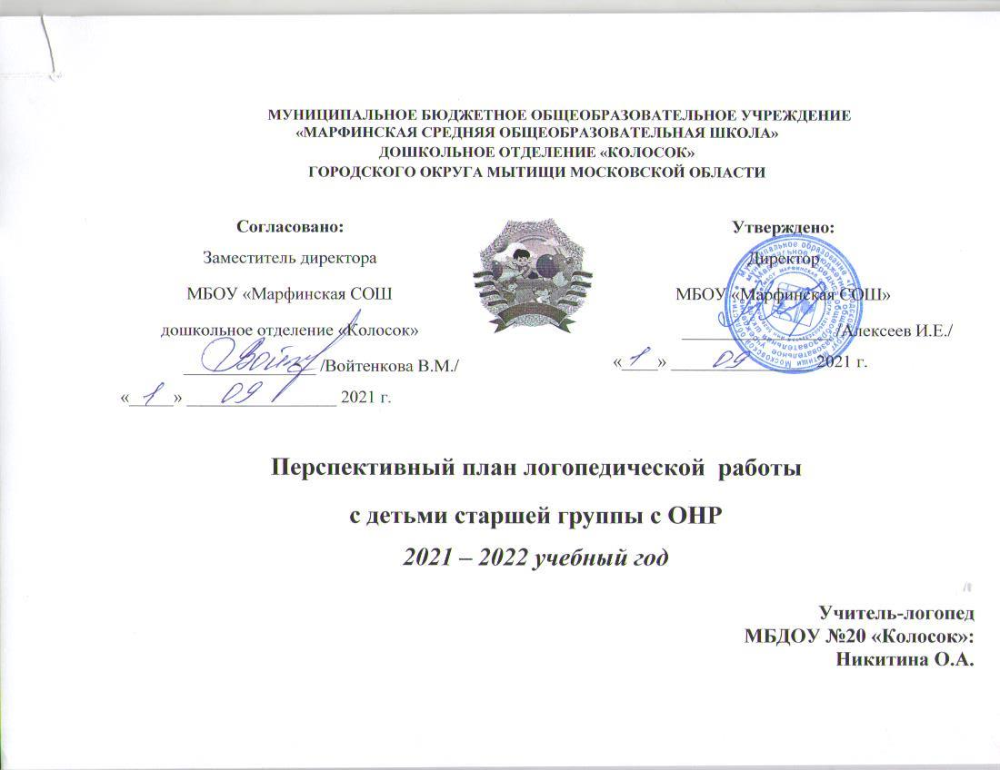 МУНИЦИПАЛЬНОЕ БЮДЖЕТНОЕ ОБЩЕОБРАЗОВАТЕЛЬНОЕ УЧРЕЖДЕНИЕ
«МАРФИНСКАЯ СРЕДНЯЯ ОБЩЕОБРАЗОВАТЕЛЬНАЯ ШКОЛА»
ДОШКОЛЬНОЕ ОТДЕЛЕНИЕ «КОЛОСОК»
ГОРОДСКОГО ОКРУГА МЫТИЩИ МОСКОВСКОЙ ОБЛАСТИ
Согласовано:
Заместитель директора
МБОУ «Марфинская СОШ
дошкольное отделение «Колосок»
/Войтенкова В.М./
« 1 » 09 2021 г.
Утверждено:
Директор
МБОУ «Марфинская СОШ»
/Алексеев И.Е./
« 1 » 09 2021 г.
Перспективный план логопедической работы
с детьми старшей группы с ОНР
2021 – 2022 учебный год
Учитель-логопед
МБДОУ №20 «Колосок»:
Никитина О.А.